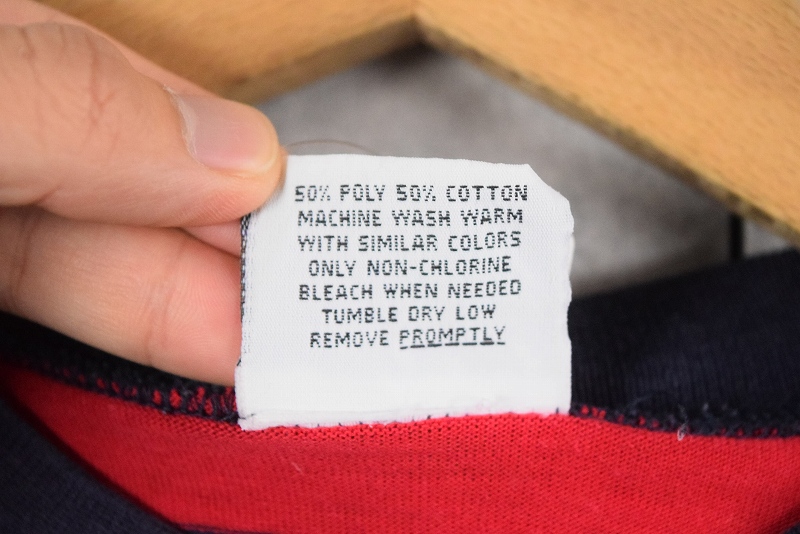 50% POLY 50% COTTON
MACHINE WASH WARM
WITH SIMILAR COLORS
ONLY NON-CHLORINE
BLEACH WHEN NEEDED
TUMBLE DRY LOW
REMOVE PROMPTLY